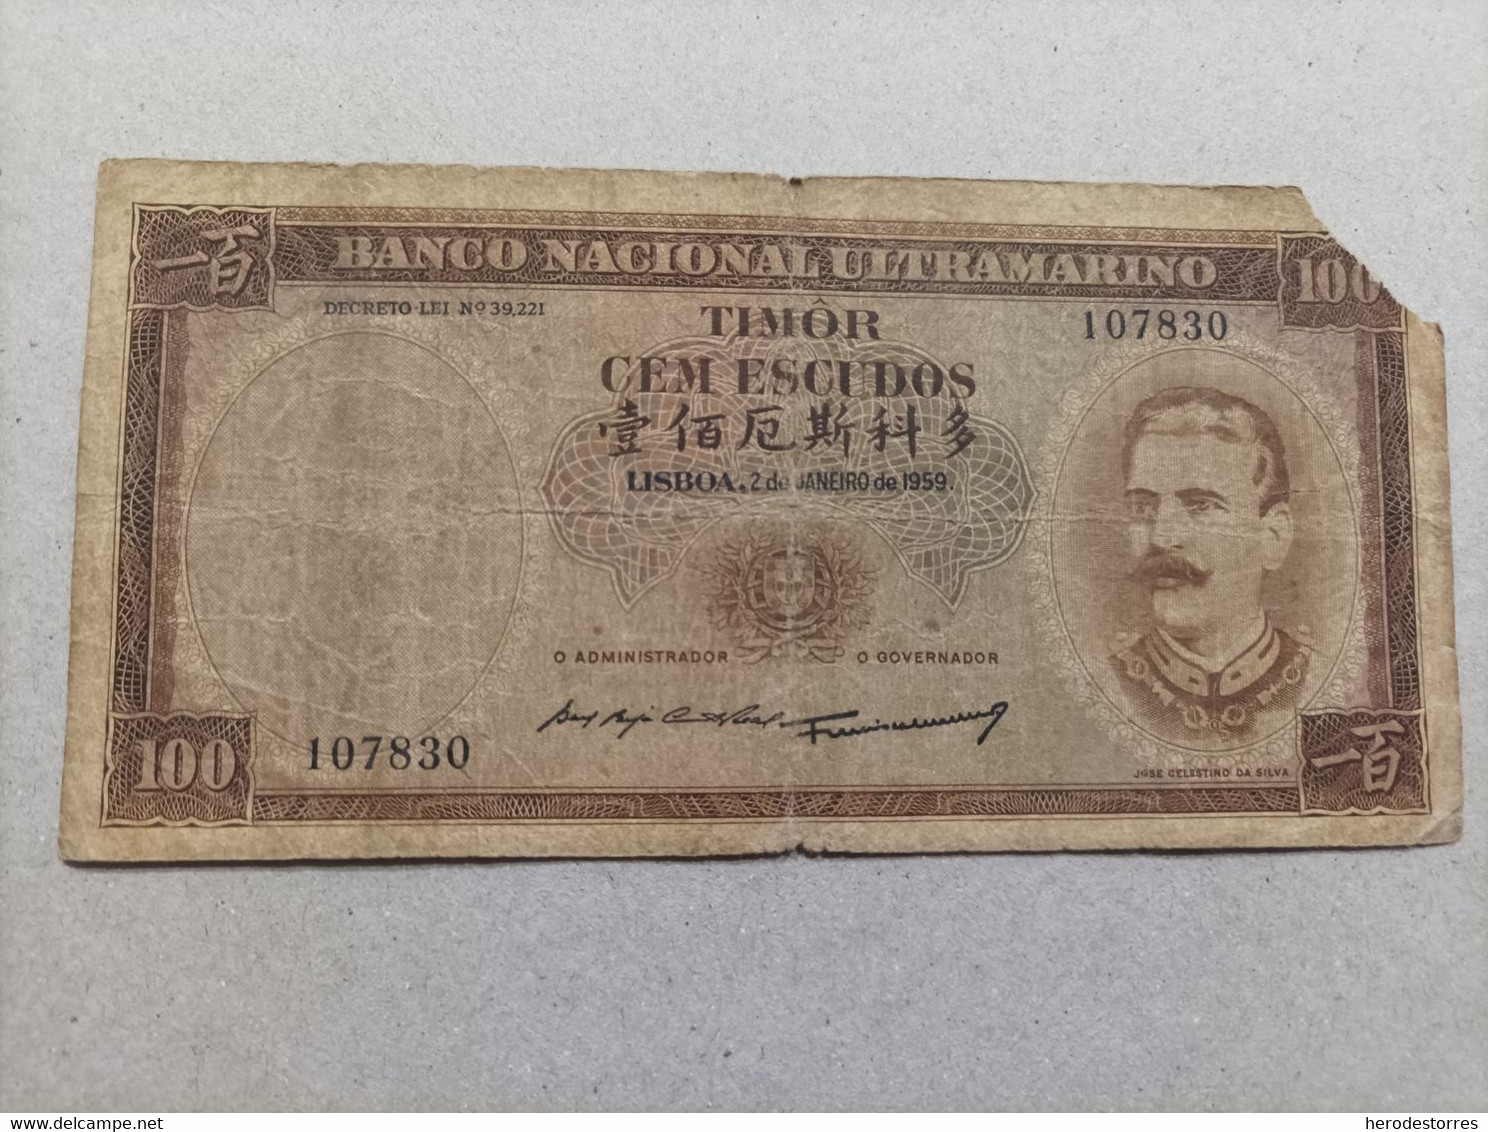 一百
BANCO NACIONAL ULTRAMARINO
100
DECRETO-LEI Nº 39,221
TIMÔR
107830
CEM ESCUDOS
壹佰厄斯科多
LISBOA, 2 de JANEIRO de 1959.
O ADMINISTRADOR
O GOVERNADOR
100
107830
JOSÉ CELESTINO DA SILVA
一百
delcampe.net
herodestorres